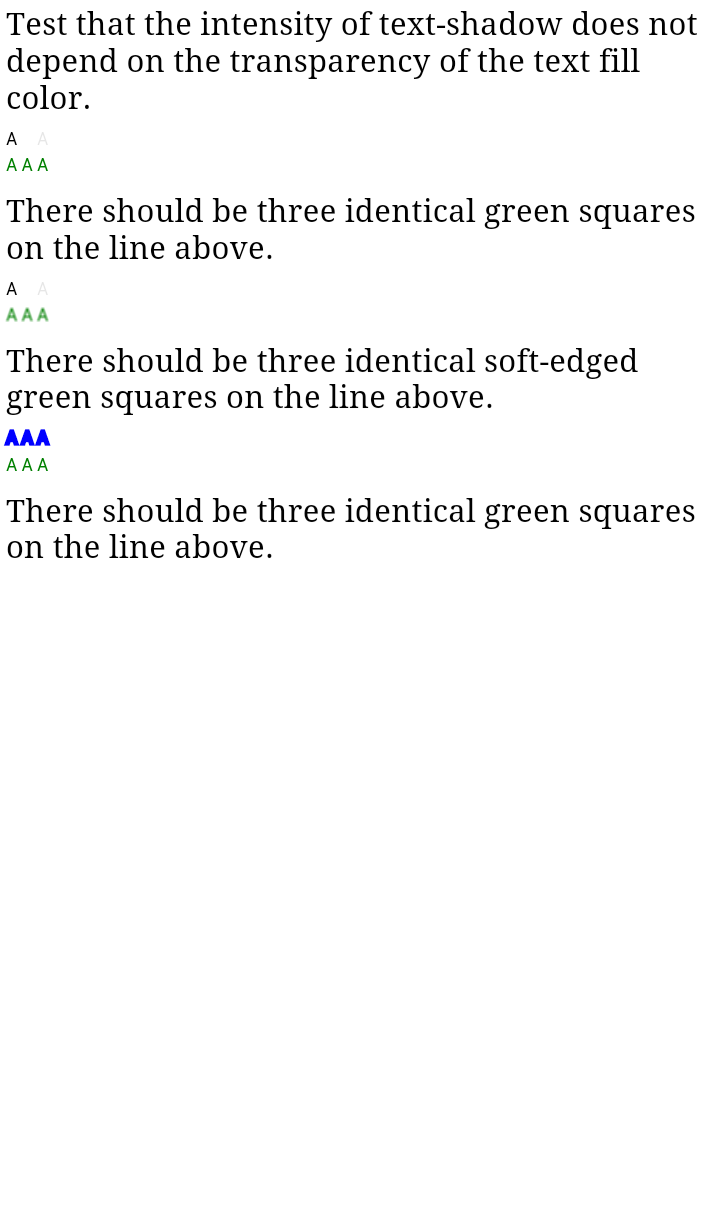 Test that the intensity of text-shadow does not
depend on the transparency of the text fill
color.
A A
A A A
There should be three identical green squares
on the line above.
A A
A A A
There should be three identical soft-edged
green squares on the line above.
AAA
A A A
There should be three identical green squares
on the line above.